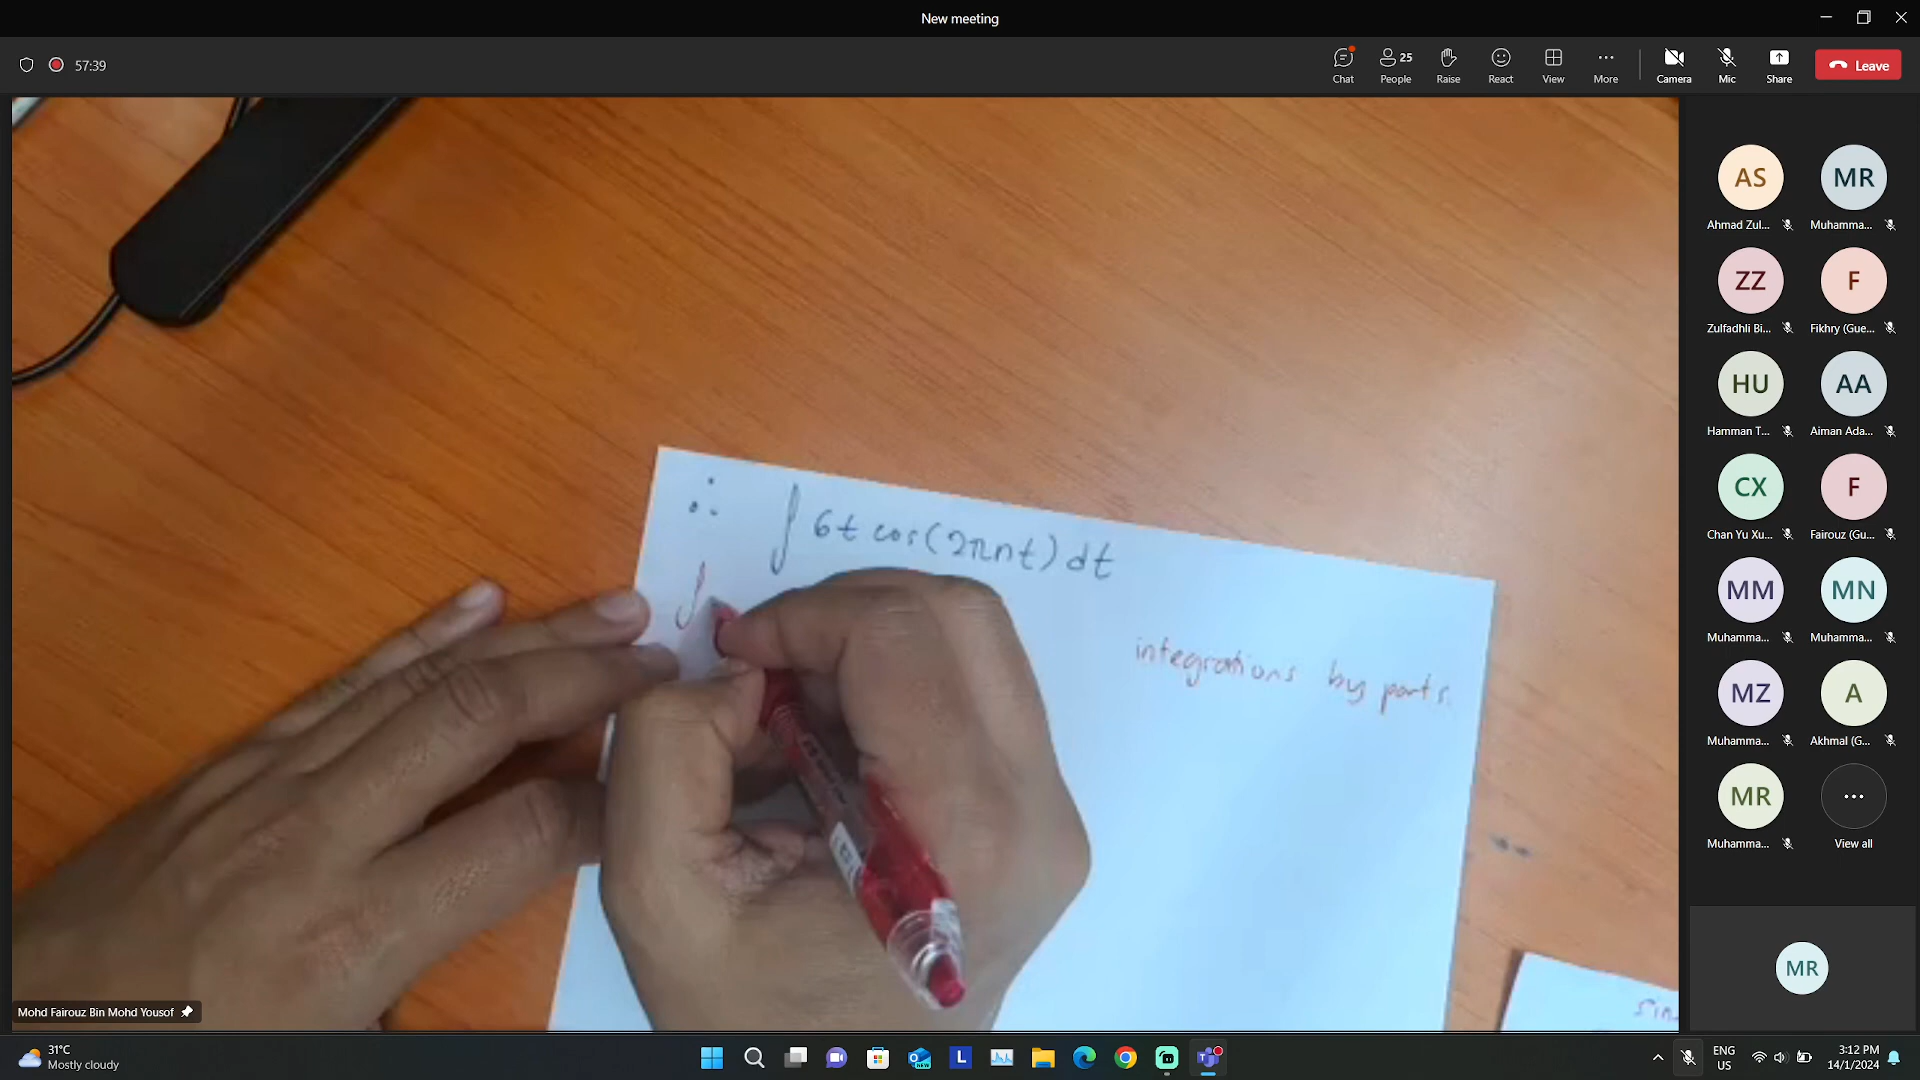 New meeting
57:39
Chat
25
People
Raise
React
View
More
Camera
Mic
Share
Leave
∴ ∫ 6t cos(2πnt) dt
∫
integrations by parts.
Sin
AS
Ahmad Zul...
MR
Muhamma...
ZZ
Zulfadhli Bi...
F
Fikhry (Gue...
HU
Hamman T...
AA
Aiman Ada...
CX
Chan Yu Xu...
F
Fairouz (Gu...
MM
Muhamma...
MN
Muhamma...
MZ
Muhamma...
A
Akhmal (G...
MR
Muhamma...
...
View all
MR
Mohd Fairouz Bin Mohd Yousof
31°C
Mostly cloudy
NEW
L
ENG
US
3:12 PM
14/1/2024